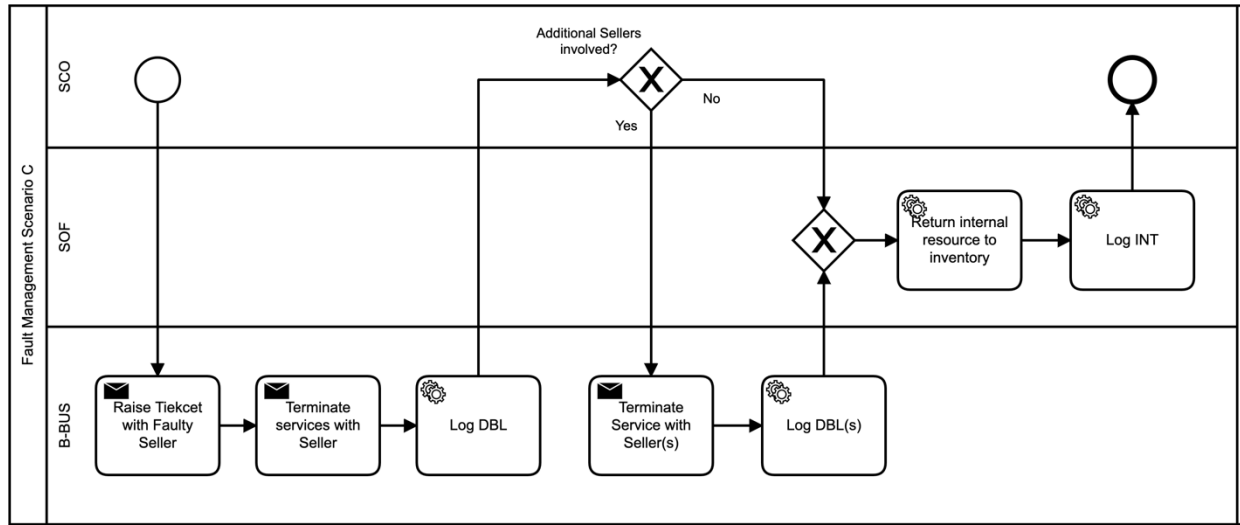 Fault Management Scenario C
SCO
Additional Sellers
involved?
No
Yes
SOF
Return internal
resource to
inventory
Log INT
B-BUS
Raise Tiekcet
with Faulty
Seller
Terminate
services with
Seller
Log DBL
Terminate
Service with
Seller(s)
Log DBL(s)